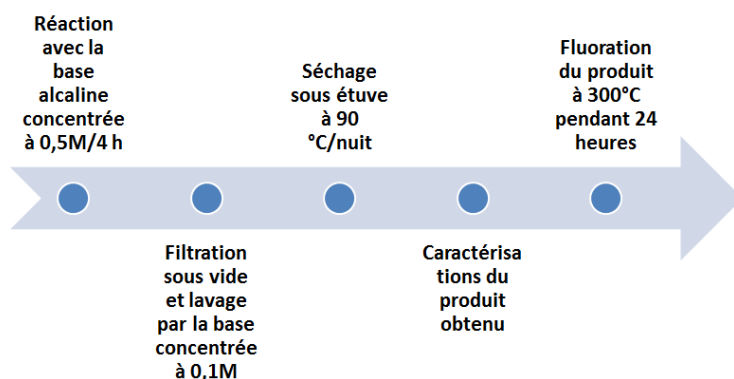 Réaction
avec la
base
alcaline
concentrée
à 0,5M/4 h
Filtration
sous vide
et lavage
par la base
concentrée
à 0,1M
Séchage
sous étuve
à 90
°C/nuit
Caractérisa
tions du
produit
obtenu
Fluoration
du produit
à 300°C
pendant 24
heures